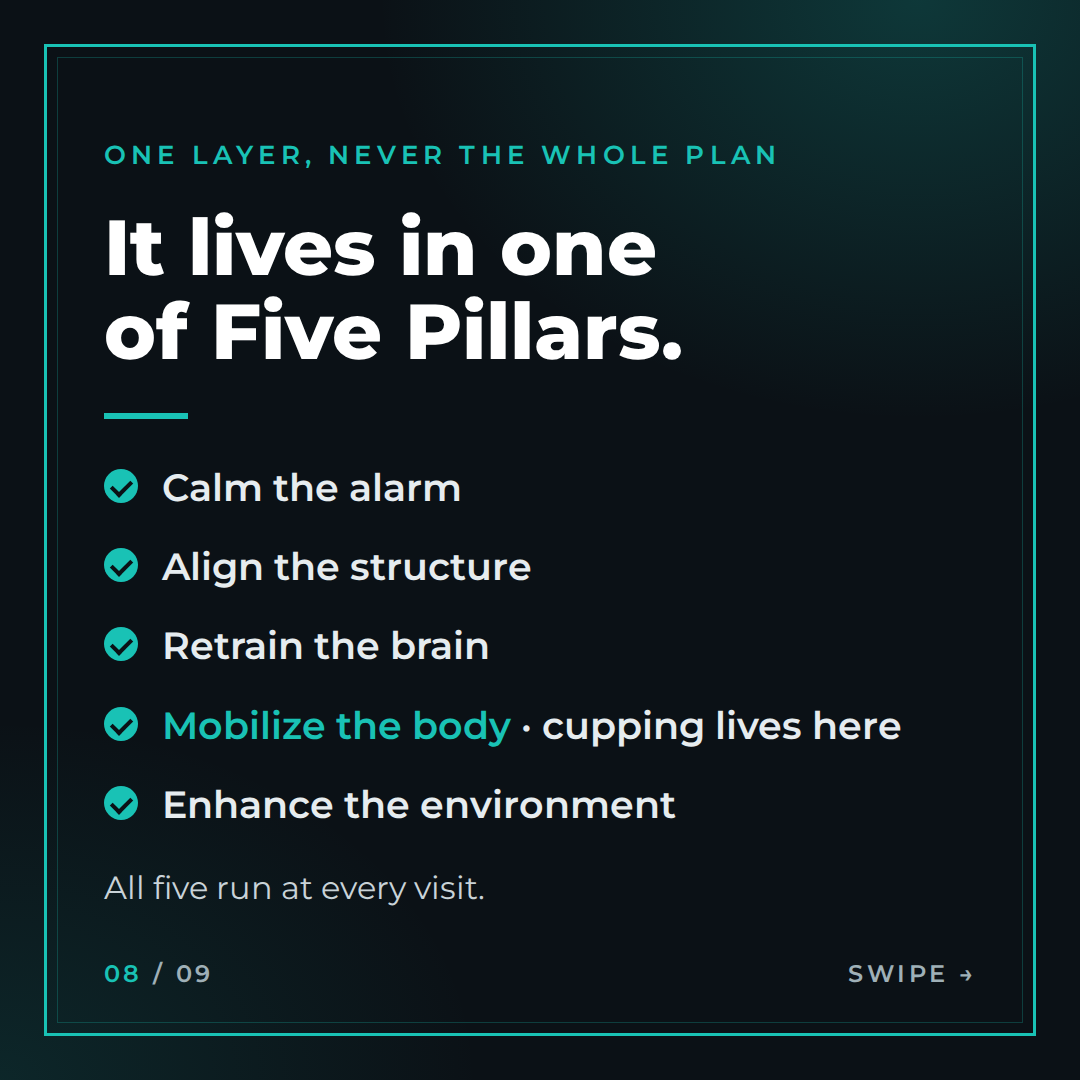 ONE LAYER, NEVER THE WHOLE PLAN
It lives in one
of Five Pillars.
Calm the alarm
Align the structure
Retrain the brain
Mobilize the body · cupping lives here
Enhance the environment
All five run at every visit.
08 / 09
SWIPE →